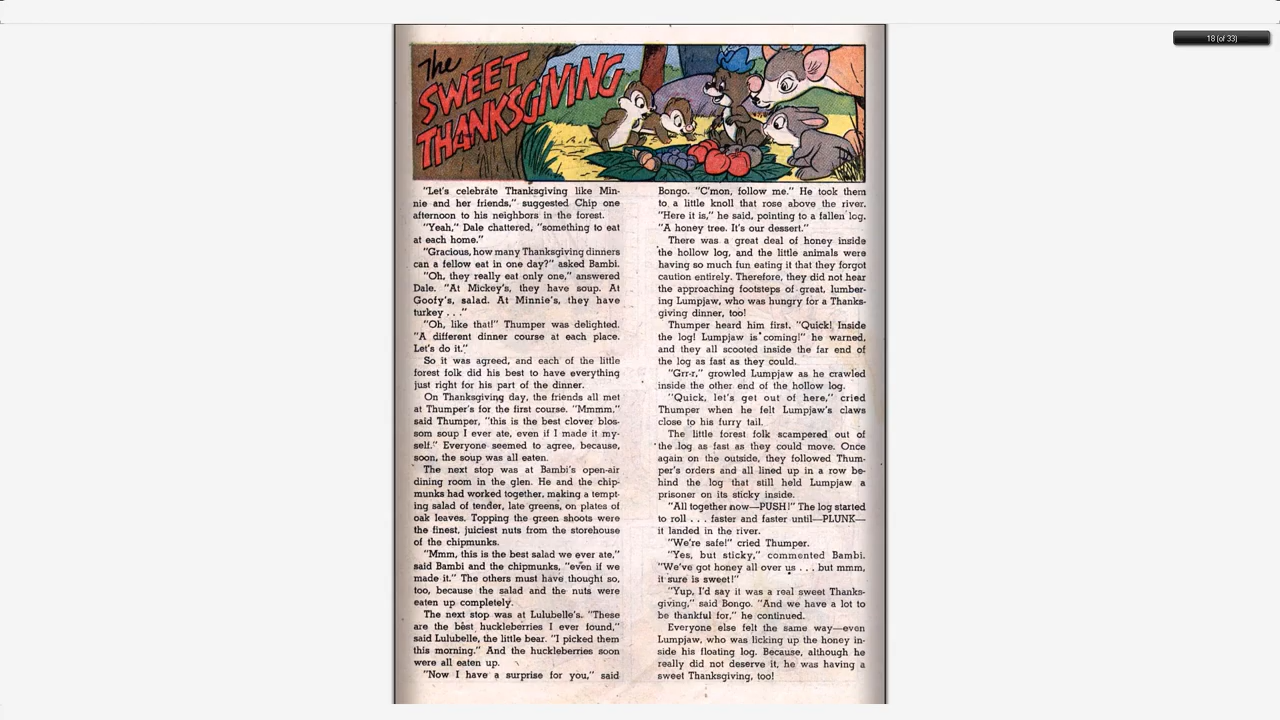 18 (of 33)
The
SWEET
THANKSGIVING
"Let's celebrate Thanksgiving like Min-
nie and her friends," suggested Chip one
afternoon to his neighbors in the forest.
"Yeah," Dale chattered, "something to eat
at each home."
"Gracious, how many Thanksgiving dinners
can a fellow eat in one day?" asked Bambi.
"Oh, they really eat only one," answered
Dale. "At Mickey's, they have soup. At
Goofy's, salad. At Minnie's, they have
turkey . . ."
"Oh, like that!" Thumper was delighted.
"A different dinner course at each place.
Let's do it."
So it was agreed, and each of the little
forest folk did his best to have everything
just right for his part of the dinner.
On Thanksgiving day, the friends all met
at Thumper's for the first course. "Mmmm,"
said Thumper, "this is the best clover blos-
som soup I ever ate, even if I made it my-
self." Everyone seemed to agree, because,
soon, the soup was all eaten.
The next stop was at Bambi's open-air
dining room in the glen. He and the chip-
munks had worked together, making a tempt-
ing salad of tender, late greens, on plates of
oak leaves. Topping the green shoots were
the finest, juiciest nuts from the storehouse
of the chipmunks.
"Mmm, this is the best salad we ever ate,"
said Bambi and the chipmunks, "even if we
made it." The others must have thought so,
too, because the salad and the nuts were
eaten up completely.
The next stop was at Lulubelle's. "These
are the best huckleberries I ever found,"
said Lulubelle, the little bear. "I picked them
this morning." And the huckleberries soon
were all eaten up.
"Now I have a surprise for you," said
Bongo. "C'mon, follow me." He took them
to a little knoll that rose above the river.
"Here it is," he said, pointing to a fallen log.
"A honey tree. It's our dessert."
There was a great deal of honey inside
the hollow log, and the little animals were
having so much fun eating it that they forgot
caution entirely. Therefore, they did not hear
the approaching footsteps of great, lumber-
ing Lumpjaw, who was hungry for a Thanks-
giving dinner, too!
Thumper heard him first. "Quick! Inside
the log! Lumpjaw is coming!" he warned,
and they all scooted inside the far end of
the log as fast as they could.
"Grr-r," growled Lumpjaw as he crawled
inside the other end of the hollow log.
"Quick, let's get out of here," cried
Thumper when he felt Lumpjaw's claws
close to his furry tail.
The little forest folk scampered out of
the log as fast as they could move. Once
again on the outside, they followed Thum-
per's orders and all lined up in a row be-
hind the log that still held Lumpjaw a
prisoner on its sticky inside.
"All together now—PUSH!" The log started
to roll . . . faster and faster until—PLUNK—
it landed in the river.
"We're safe!" cried Thumper.
"Yes, but sticky," commented Bambi.
"We've got honey all over us . . . but mmm,
it sure is sweet!"
"Yup, I'd say it was a real sweet Thanks-
giving," said Bongo. "And we have a lot to
be thankful for," he continued.
Everyone else felt the same way—even
Lumpjaw, who was licking up the honey in-
side his floating log. Because, although he
really did not deserve it, he was having a
sweet Thanksgiving, too!